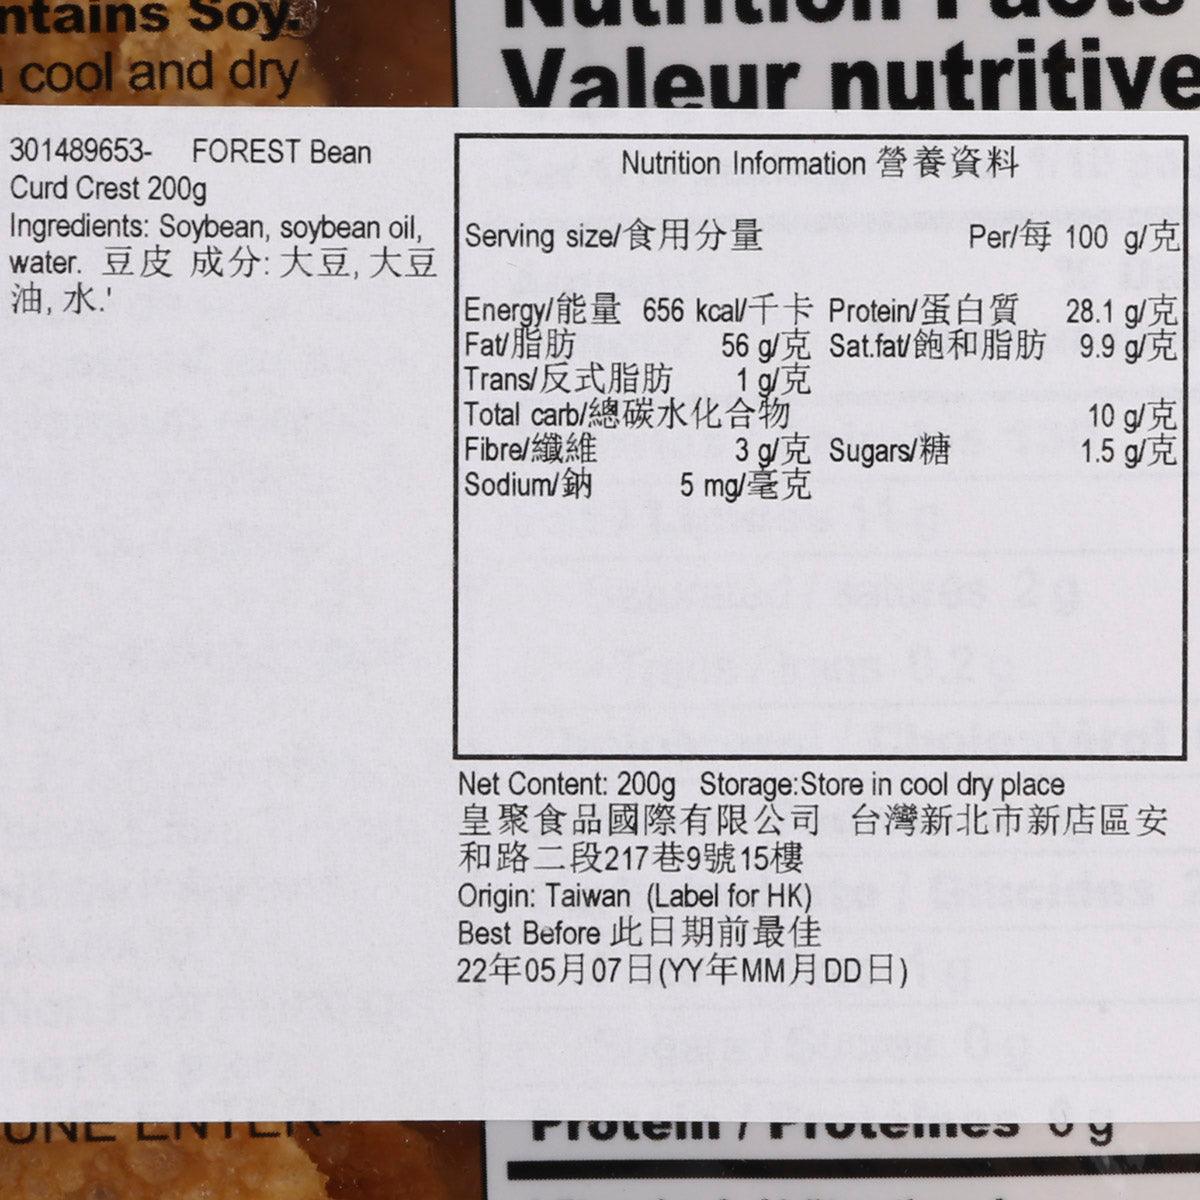 ntains Soy.
cool and dry
Nutrition Facts
Valeur nutritive
301489653- FOREST Bean
Curd Crest 200g
Ingredients: Soybean, soybean oil,
water. 豆皮 成分: 大豆, 大豆
油, 水.'
Nutrition Information 營養資料
Serving size/食用分量 Per/每 100 g/克
Energy/能量 656 kcal/千卡 Protein/蛋白質 28.1 g/克
Fat/脂肪 56 g/克 Sat.fat/飽和脂肪 9.9 g/克
Trans/反式脂肪 1 g/克
Total carb/總碳水化合物 10 g/克
Fibre/纖維 3 g/克 Sugars/糖 1.5 g/克
Sodium/鈉 5 mg/毫克
Net Content: 200g Storage:Store in cool dry place
皇聚食品國際有限公司 台灣新北市新店區安
和路二段217巷9號15樓
Origin: Taiwan (Label for HK)
Best Before 此日期前最佳
22年05月07日(YY年MM月DD日)
Protein / Protéines 6 g